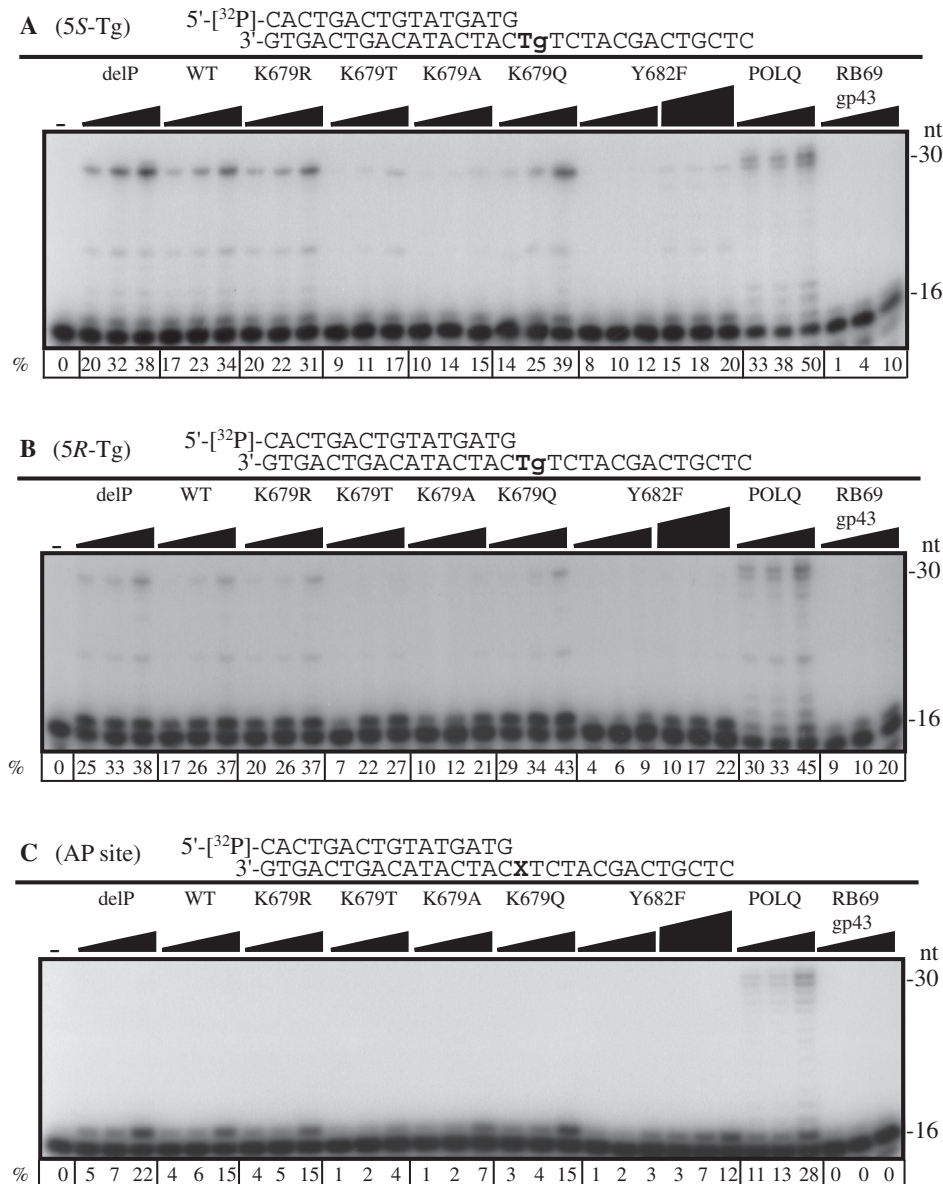 A (5S-Tg) 5'-[32P]-CACTGACTGTATGATG
3'-GTGACTGACATACTACTgTCTACGACTGCTC
delP WT K679R K679T K679A K679Q Y682F POLQ RB69
gp43
- nt
-30
-16
% 0 20 32 38 17 23 34 20 22 31 9 11 17 10 14 15 14 25 39 8 10 12 15 18 20 33 38 50 1 4 10
B (5R-Tg) 5'-[32P]-CACTGACTGTATGATG
3'-GTGACTGACATACTACTgTCTACGACTGCTC
delP WT K679R K679T K679A K679Q Y682F POLQ RB69
gp43
- nt
-30
-16
% 0 25 33 38 17 26 37 20 26 37 7 22 27 10 12 21 29 34 43 4 6 9 10 17 22 30 33 45 9 10 20
C (AP site) 5'-[32P]-CACTGACTGTATGATG
3'-GTGACTGACATACTACXTCTACGACTGCTC
delP WT K679R K679T K679A K679Q Y682F POLQ RB69
gp43
- nt
-30
-16
% 0 5 7 22 4 6 15 4 5 15 1 2 4 1 2 7 3 4 15 1 2 3 3 7 12 11 13 28 0 0 0